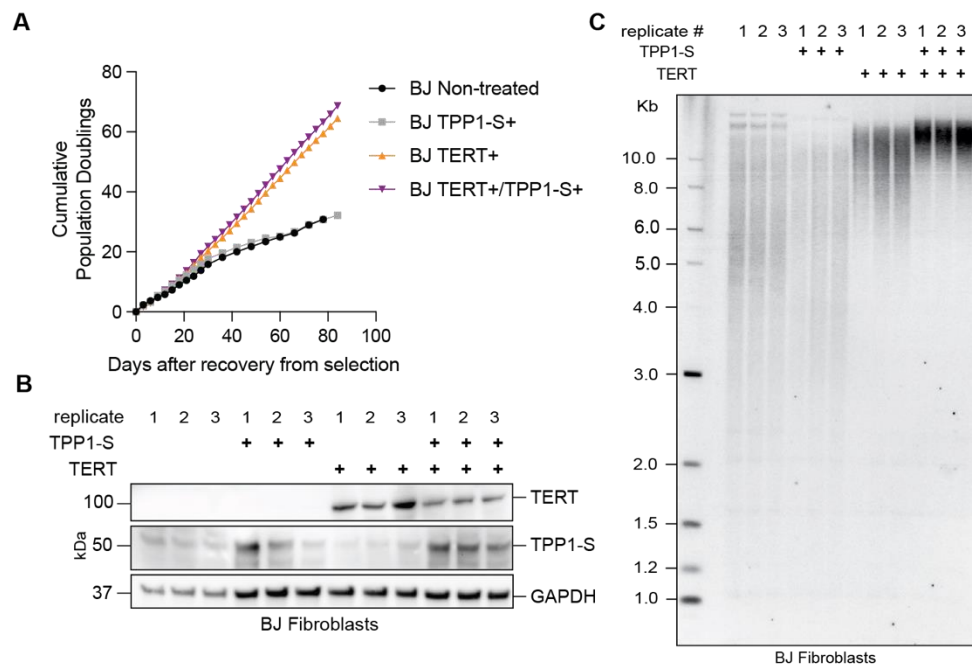 A
Cumulative
Population Doublings
80
60
40
20
0
0 20 40 60 80 100
Days after recovery from selection
BJ Non-treated
BJ TPP1-S+
BJ TERT+
BJ TERT+/TPP1-S+
B
replicate 1 2 3 1 2 3 1 2 3 1 2 3
TPP1-S + + + + + +
TERT + + + + + +
kDa
100 TERT
50 TPP1-S
37 GAPDH
BJ Fibroblasts
C
replicate # 1 2 3 1 2 3 1 2 3 1 2 3
TPP1-S + + + + + +
TERT + + + + + +
Kb
10.0
8.0
6.0
5.0
4.0
3.0
2.0
1.5
1.2
1.0
BJ Fibroblasts